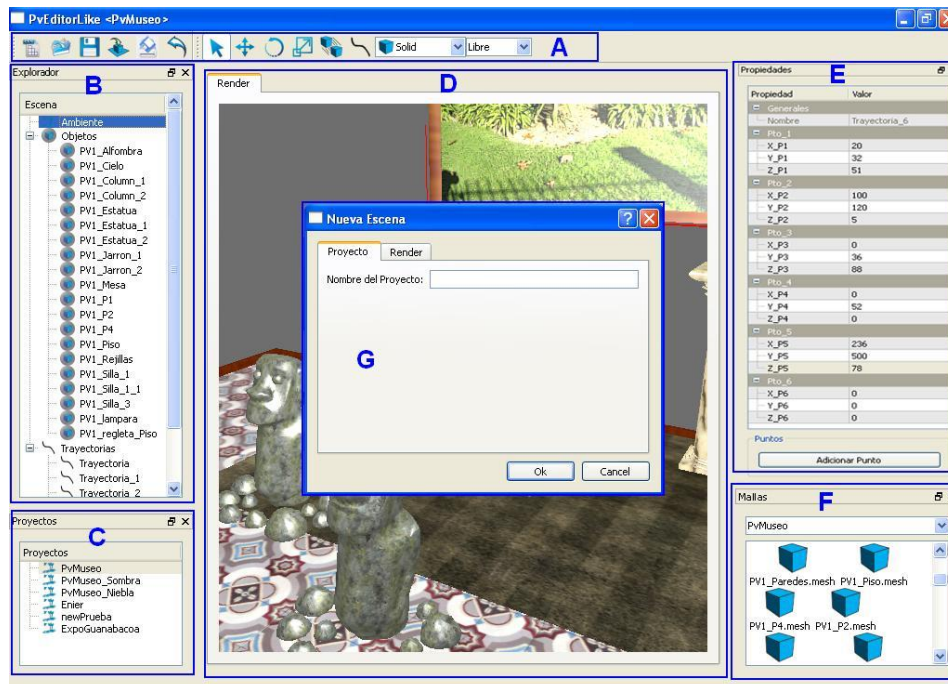 PvEditorLike <PvMuseo>
Solid
Libre
A
Explorador
B
Escena
Ambiente
Objetos
PV1_Alfombra
PV1_Cielo
PV1_Column_1
PV1_Column_2
PV1_Estatua
PV1_Estatua_1
PV1_Estatua_2
PV1_Jarron_1
PV1_Jarron_2
PV1_Mesa
PV1_P1
PV1_P2
PV1_P4
PV1_Piso
PV1_Rejillas
PV1_Silla_1
PV1_Silla_1_1
PV1_Silla_3
PV1_lampara
PV1_regleta_Piso
Trayectorias
Trayectoria
Trayectoria_1
Trayectoria_2
Proyectos
C
Proyectos
PvMuseo
PvMuseo_Sombra
PvMuseo_Niebla
Enier
newPrueba
ExpoGuanabacoa
Render
D
Nueva Escena
Proyecto
Render
Nombre del Proyecto:
G
Ok
Cancel
Propiedades
E
Propiedad Valor
Generales
Nombre Trayectoria_6
Pto_1
X_P1 20
Y_P1 32
Z_P1 51
Pto_2
X_P2 100
Y_P2 120
Z_P2 5
Pto_3
X_P3 0
Y_P3 36
Z_P3 88
Pto_4
X_P4 0
Y_P4 52
Z_P4 0
Pto_5
X_P5 236
Y_P5 500
Z_P5 78
Pto_6
X_P6 0
Y_P6 0
Z_P6 0
Puntos
Adicionar Punto
Mallas
F
PvMuseo
PV1_Paredes.mesh PV1_Piso.mesh
PV1_P4.mesh PV1_P2.mesh